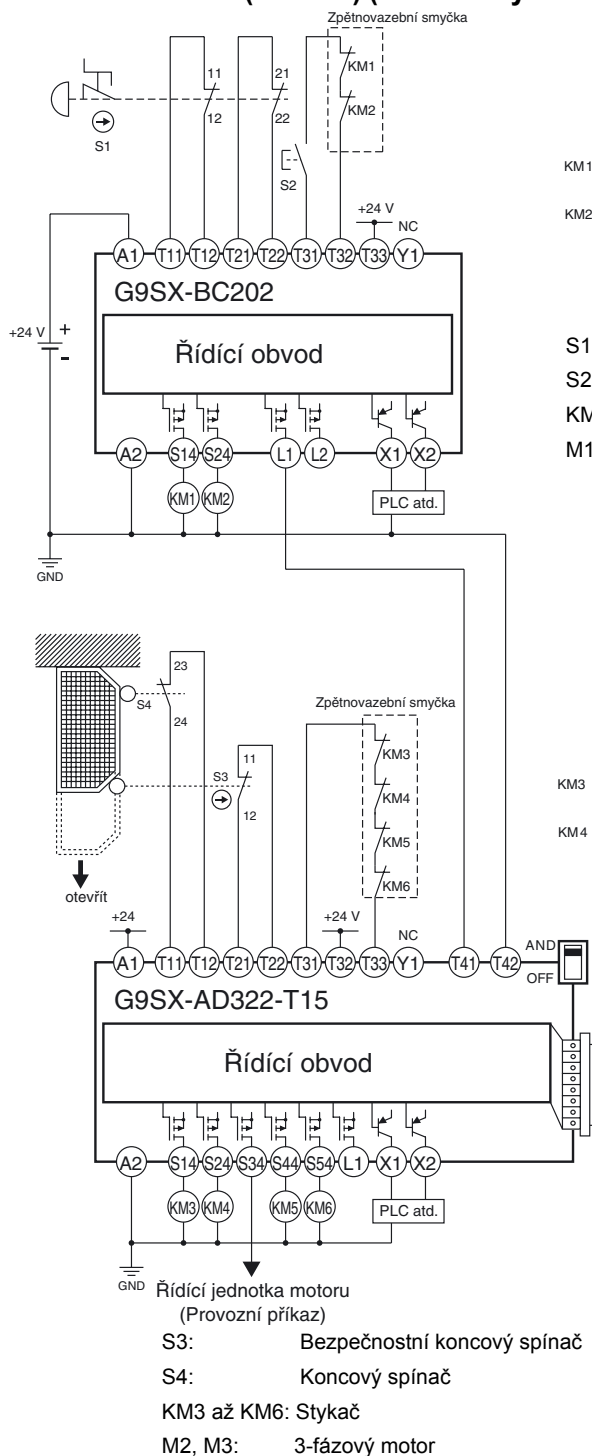 Zpětnovazební smyčka
KM1
KM2
11
12
21
22
S1
S2
+24 V
NC
A1
T11
T12
T21
T22
T31
T32
T33
Y1
G9SX-BC202
Řídící obvod
+24 V
+
-
A2
S14
S24
L1
L2
X1
X2
KM1
KM2
PLC atd.
GND
KM1
KM2
S1
S2
KM
M1
23
24
S4
S3
11
12
otevřít
Zpětnovazební smyčka
KM3
KM4
KM5
KM6
KM3
KM4
+24
+24 V
NC
A1
T11
T12
T21
T22
T31
T32
T33
Y1
T41
T42
AND
OFF
G9SX-AD322-T15
Řídící obvod
A2
S14
S24
S34
S44
S54
L1
X1
X2
KM3
KM4
KM5
KM6
PLC atd.
GND
Řídící jednotka motoru
(Provozní příkaz)
S3: Bezpečnostní koncový spínač
S4: Koncový spínač
KM3 až KM6: Stykač
M2, M3: 3-fázový motor